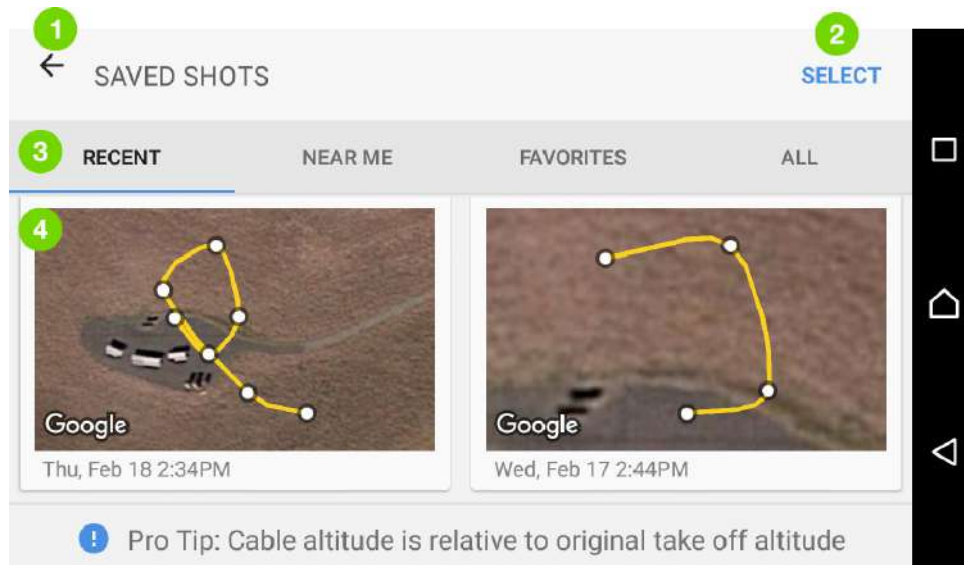 1
2
SAVED SHOTS
SELECT
3
RECENT
NEAR ME
FAVORITES
ALL
4
Google
Google
Thu, Feb 18 2:34PM
Wed, Feb 17 2:44PM
! Pro Tip: Cable altitude is relative to original take off altitude